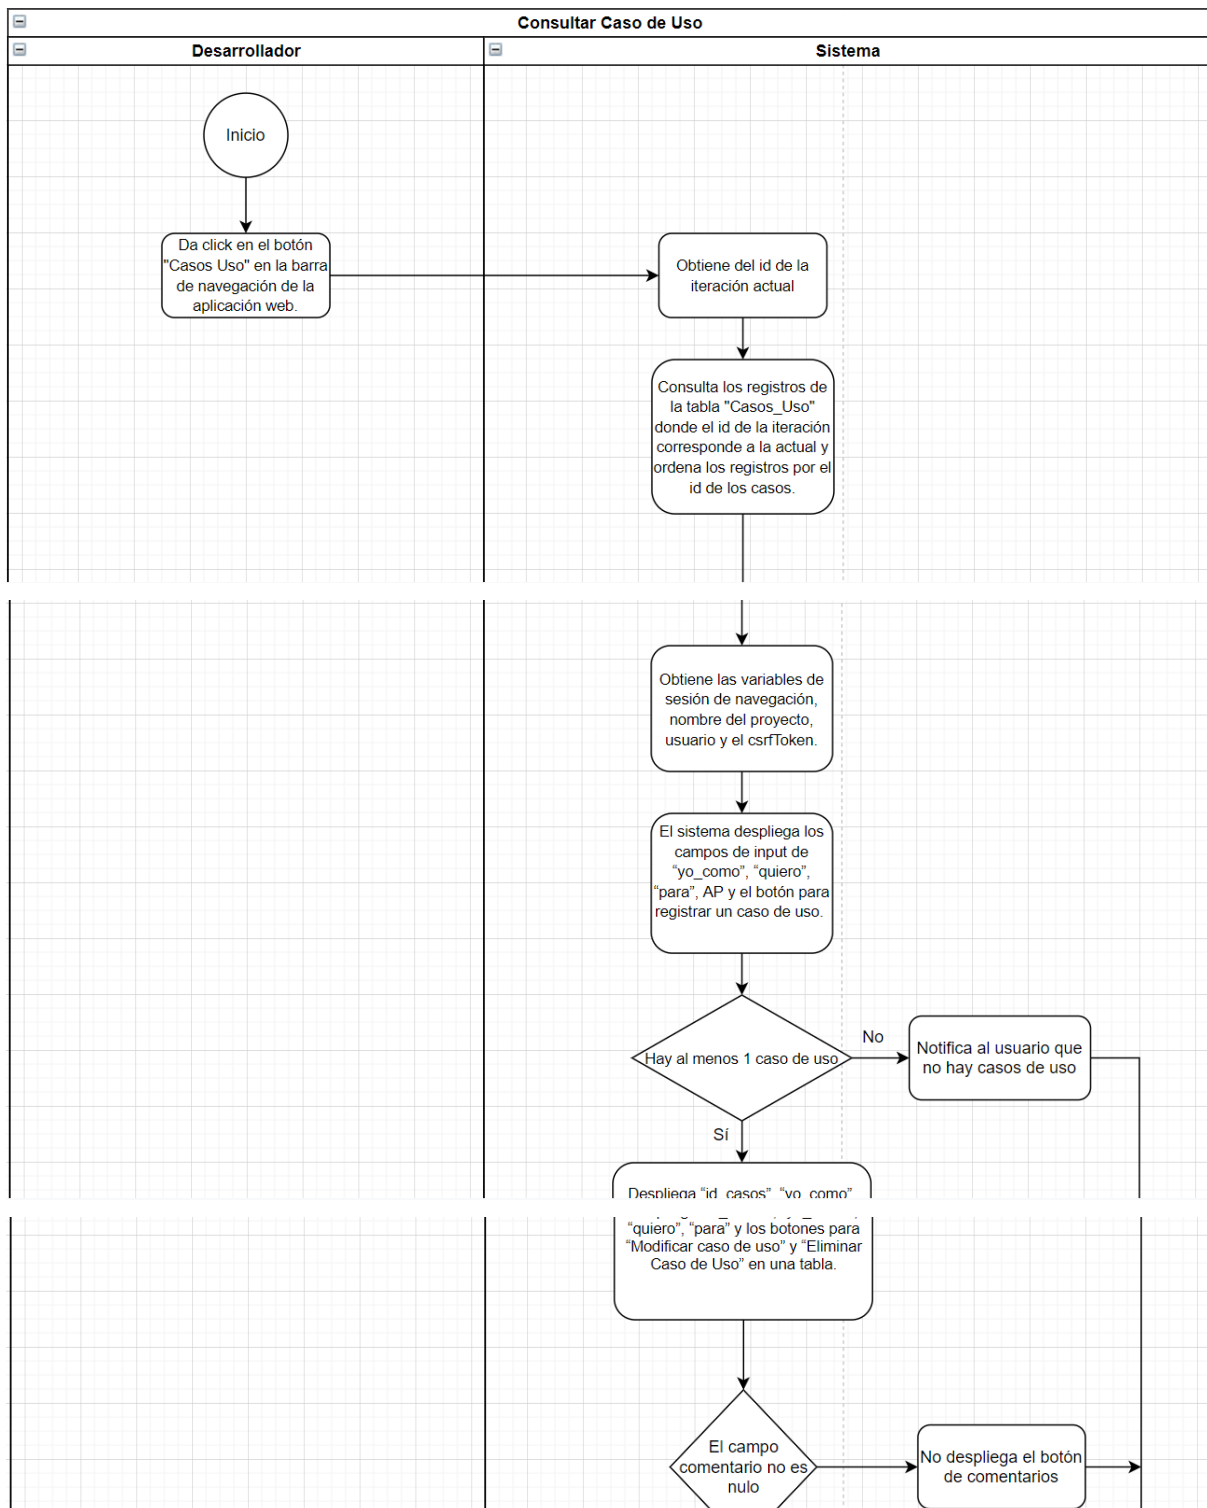 Consultar Caso de Uso
Desarrollador
Sistema
Inicio
Da click en el botón
"Casos Uso" en la barra
de navegación de la
aplicación web.
Obtiene del id de la
iteración actual
Consulta los registros de
la tabla "Casos_Uso"
donde el id de la iteración
corresponde a la actual y
ordena los registros por el
id de los casos.
Obtiene las variables de
sesión de navegación,
nombre del proyecto,
usuario y el csrfToken.
El sistema despliega los
campos de input de
“yo_como”, “quiero”,
“para”, AP y el botón para
registrar un caso de uso.
Hay al menos 1 caso de uso
No
Notifica al usuario que
no hay casos de uso
Sí
Despliega “id_casos”, “yo_como”,
“quiero”, “para” y los botones para
“Modificar caso de uso” y “Eliminar
Caso de Uso” en una tabla.
El campo
comentario no es
nulo
No despliega el botón
de comentarios